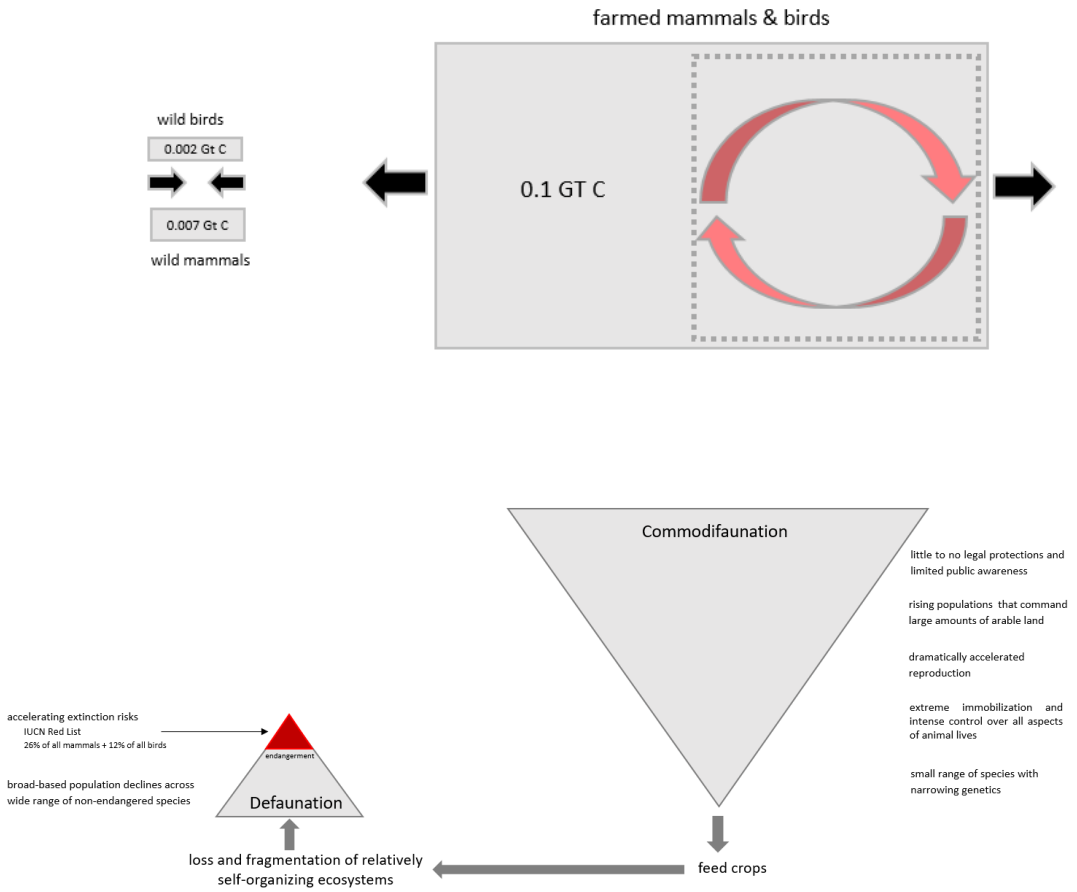 farmed mammals & birds
wild birds
0.002 Gt C
0.007 Gt C
wild mammals
0.1 GT C
Commodifaunation
little to no legal protections and
limited public awareness
rising populations that command
large amounts of arable land
dramatically accelerated
reproduction
extreme immobilization and
intense control over all aspects
of animal lives
small range of species with
narrowing genetics
accelerating extinction risks
IUCN Red List
26% of all mammals + 12% of all birds
endangerment
broad-based population declines across
wide range of non-endangered species
Defaunation
loss and fragmentation of relatively
self-organizing ecosystems
feed crops